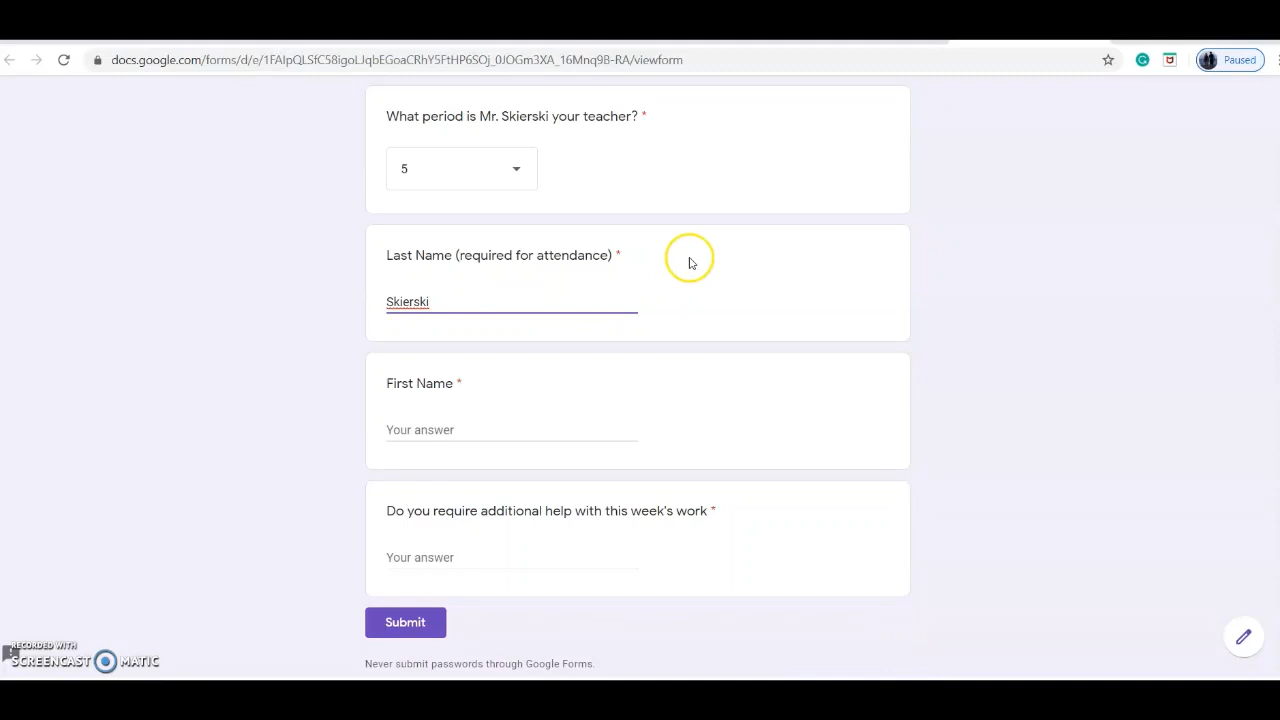 docs.google.com/forms/d/e/1FAIpQLSfC58igoLJqbEGoaCRhY5FtHP6SOj_0JOGm3XA_16Mnq9B-RA/viewform
Paused
What period is Mr. Skierski your teacher? *
5
Last Name (required for attendance) *
Skierski
First Name *
Your answer
Do you require additional help with this week's work *
Your answer
Submit
RECORDED WITH
SCREENCAST MATIC
Never submit passwords through Google Forms.